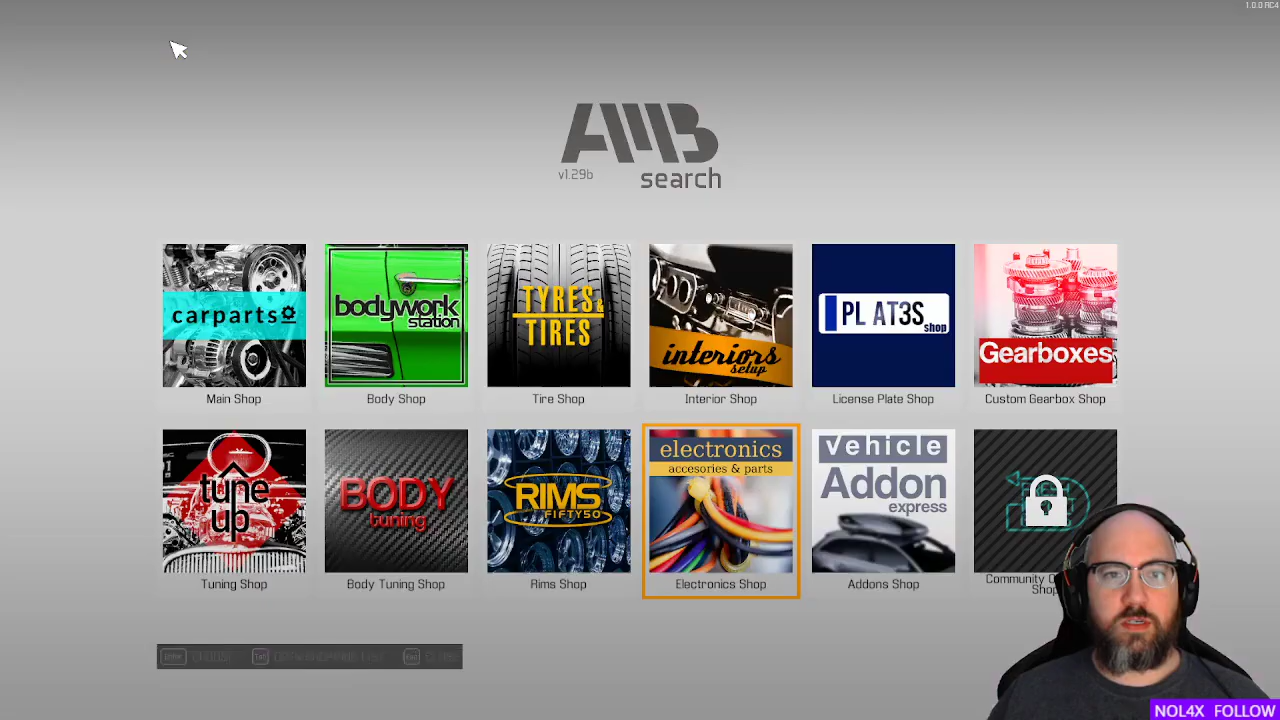 1.0.0 RC4
AMB
v1.29b
search
carparts
bodywork
station
TYRES &
TIRES
interiors
setup
PL AT3S
shop
Gearboxes
Main Shop
Body Shop
Tire Shop
Interior Shop
License Plate Shop
Custom Gearbox Shop
tune
up
BODY
tuning
RIMS
FIFTY50
electronics
accesories & parts
vehicle
Addon
express
Tuning Shop
Body Tuning Shop
Rims Shop
Electronics Shop
Addons Shop
Community
Shop
Enter
Tab
Esc
NOL4X FOLLOW